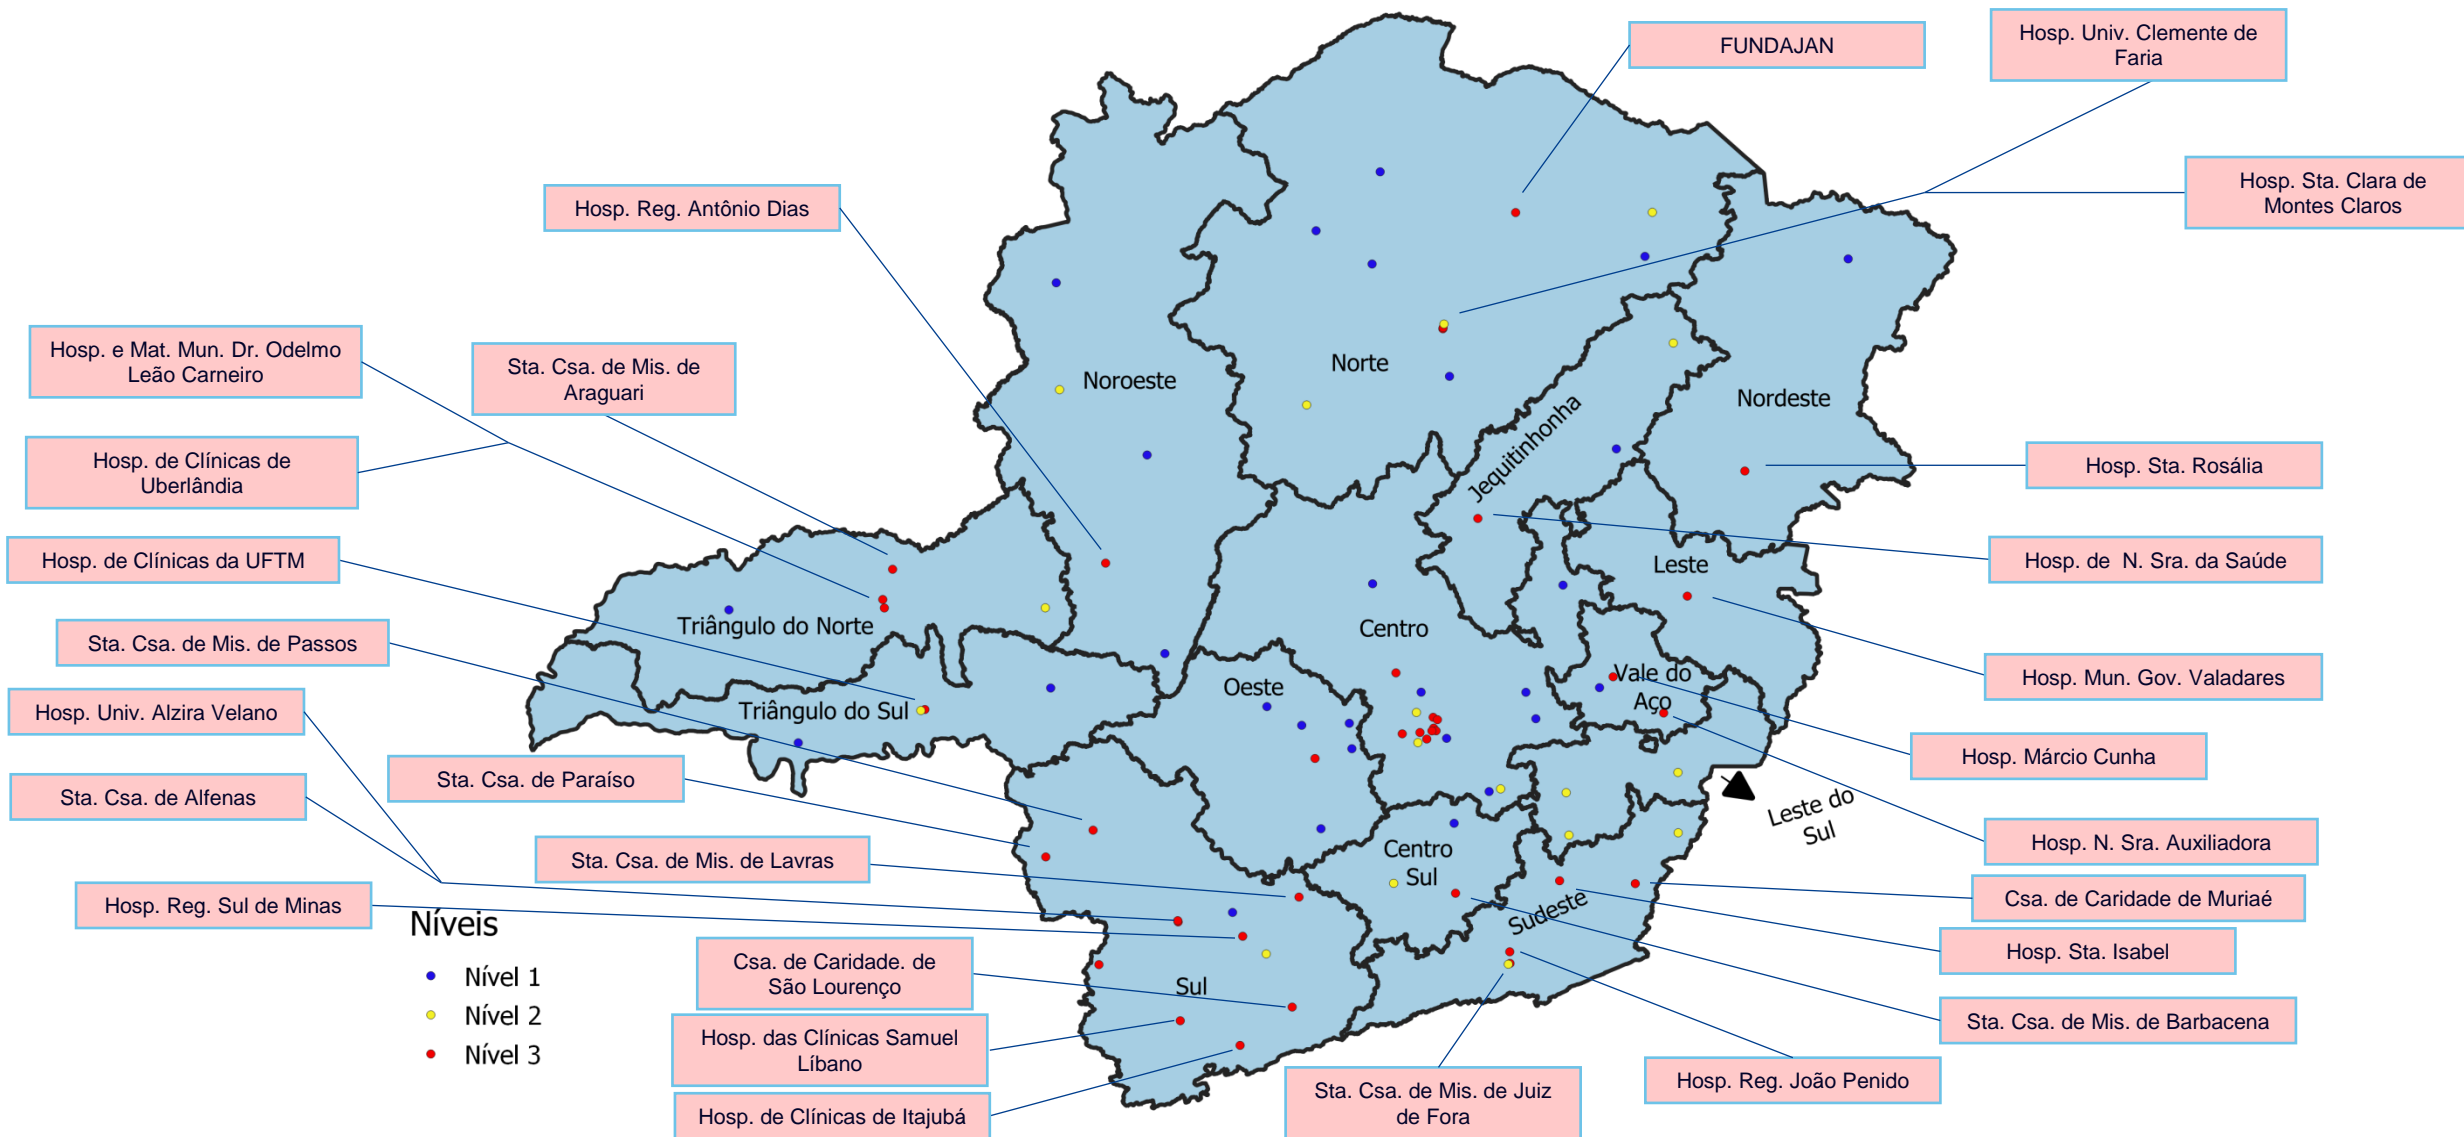 FUNDAJAN
Hosp. Univ. Clemente de
Faria
Hosp. Reg. Antônio Dias
Hosp. Sta. Clara de
Montes Claros
Hosp. e Mat. Mun. Dr. Odelmo
Leão Carneiro
Sta. Csa. de Mis. de
Araguari
Hosp. de Clínicas de
Uberlândia
Hosp. de Clínicas da UFTM
Sta. Csa. de Mis. de Passos
Hosp. Univ. Alzira Velano
Sta. Csa. de Alfenas
Sta. Csa. de Paraíso
Sta. Csa. de Mis. de Lavras
Hosp. Reg. Sul de Minas
Csa. de Caridade. de
São Lourenço
Hosp. das Clínicas Samuel
Líbano
Hosp. de Clínicas de Itajubá
Noroeste
Norte
Jequitinhonha
Nordeste
Leste
Triângulo do Norte
Triângulo do Sul
Centro
Oeste
Vale do
Aço
Leste do
Sul
Centro
Sul
Sudeste
Sul
Hosp. Sta. Rosália
Hosp. de  N. Sra. da Saúde
Hosp. Mun. Gov. Valadares
Hosp. Márcio Cunha
Hosp. N. Sra. Auxiliadora
Csa. de Caridade de Muriaé
Hosp. Sta. Isabel
Sta. Csa. de Mis. de Barbacena
Hosp. Reg. João Penido
Sta. Csa. de Mis. de Juiz
de Fora
Níveis
Nível 1
Nível 2
Nível 3